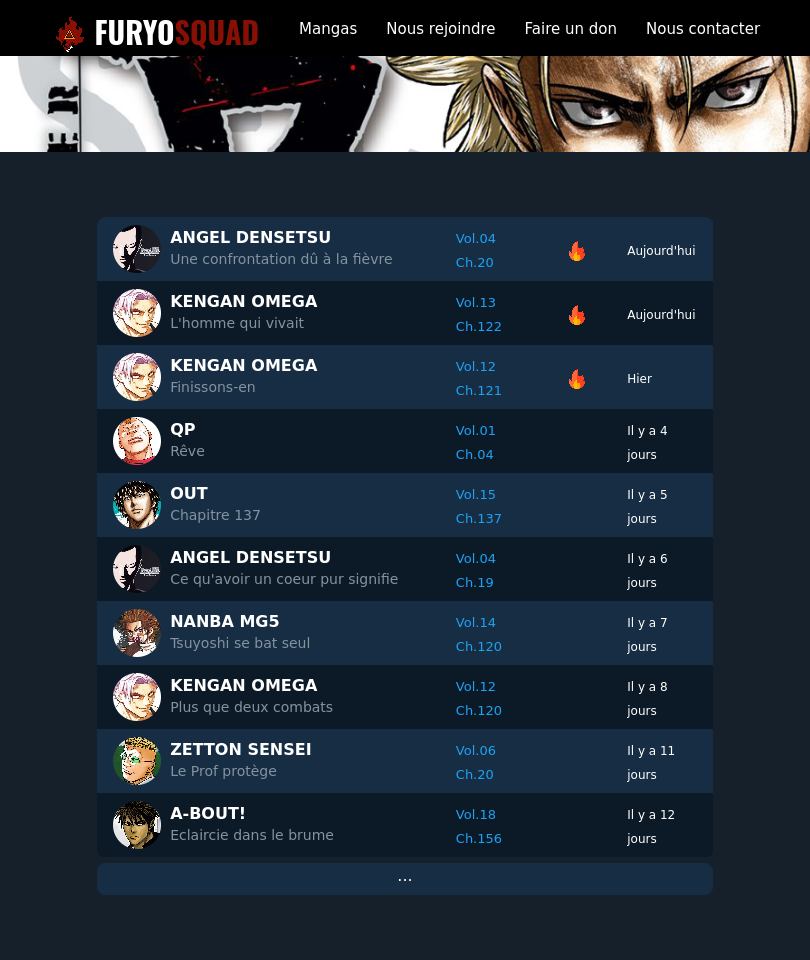 FURYOSQUAD Mangas Nous rejoindre Faire un don Nous contacter
ER
ANGEL DENSETSU Vol.04
Une confrontation dû à la fièvre Ch.20 Aujourd'hui
KENGAN OMEGA Vol.13
L'homme qui vivait Ch.122 Aujourd'hui
KENGAN OMEGA Vol.12
Finissons-en Ch.121 Hier
QP Vol.01 Il y a 4
Rêve Ch.04 jours
OUT Vol.15 Il y a 5
Chapitre 137 Ch.137 jours
ANGEL DENSETSU Vol.04 Il y a 6
Ce qu'avoir un coeur pur signifie Ch.19 jours
NANBA MG5 Vol.14 Il y a 7
Tsuyoshi se bat seul Ch.120 jours
KENGAN OMEGA Vol.12 Il y a 8
Plus que deux combats Ch.120 jours
ZETTON SENSEI Vol.06 Il y a 11
Le Prof protège Ch.20 jours
A-BOUT! Vol.18 Il y a 12
Eclaircie dans le brume Ch.156 jours
...